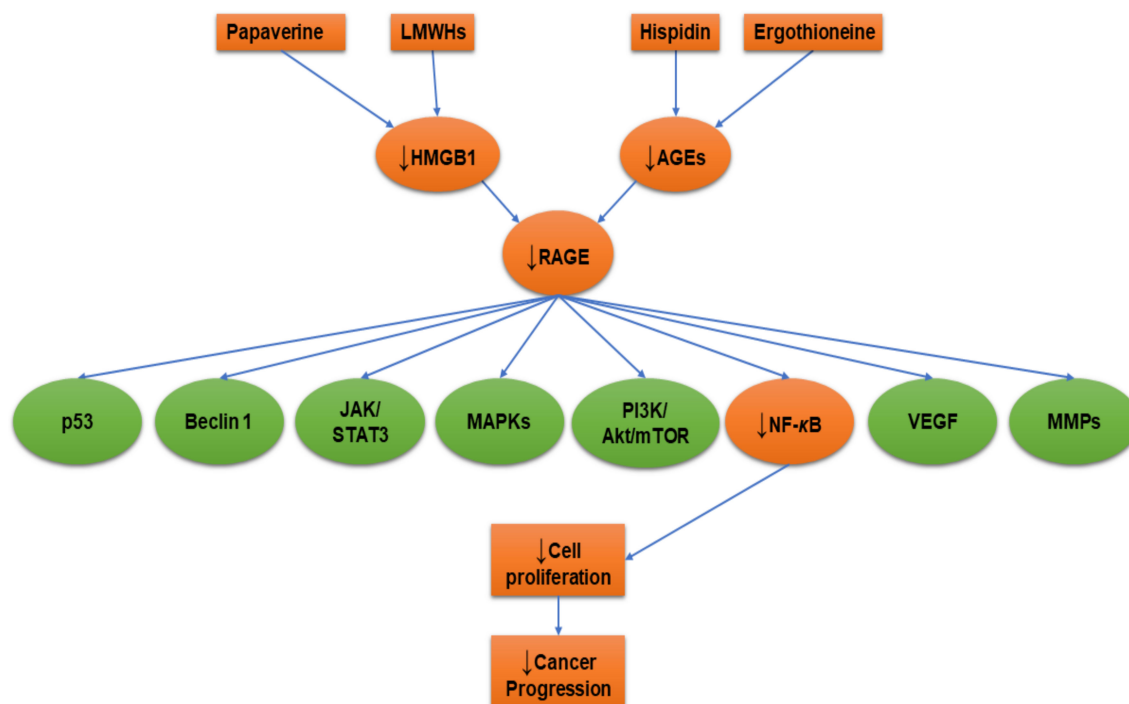 Papaverine
LMWHs
Hispidin
Ergothioneine
↓HMGB1
↓AGEs
↓RAGE
p53
Beclin 1
JAK/
STAT3
MAPKs
PI3K/
Akt/mTOR
↓NF-κB
VEGF
MMPs
↓Cell
proliferation
↓Cancer
Progression